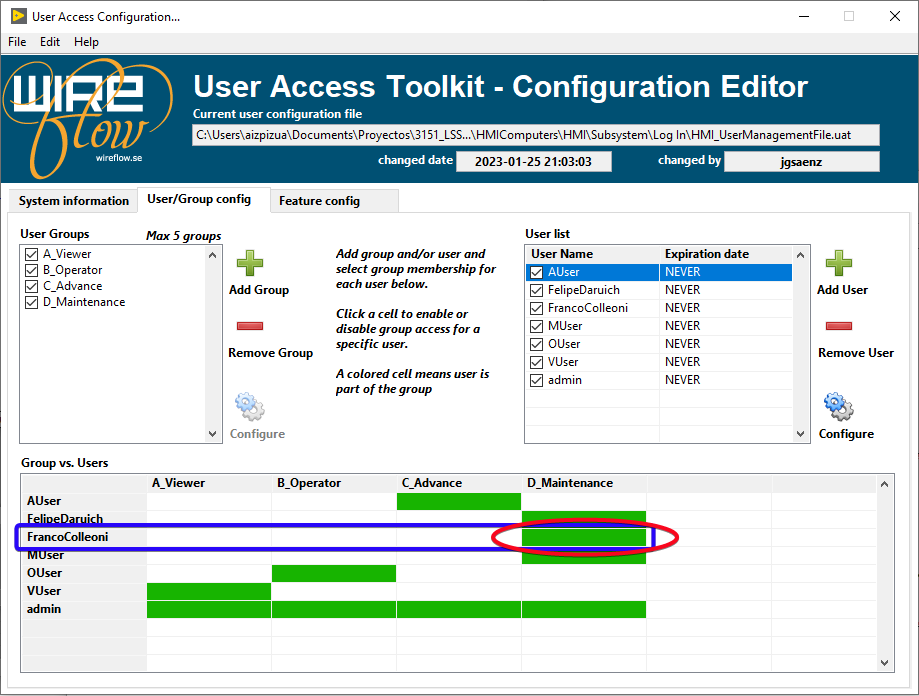 User Access Configuration...
File Edit Help
WIRE
flow
wireflow.se
User Access Toolkit - Configuration Editor
Current user configuration file
C:\Users\aizpizua\Documents\Proyectos\3151_LSS...\HMIComputers\HMI\Subsystem\Log In\HMI_UserManagementFile.uat
changed date 2023-01-25 21:03:03 changed by jgsaenz
System information User/Group config Feature config
User Groups Max 5 groups
A_Viewer
B_Operator
C_Advance
D_Maintenance
Add Group
Remove Group
Configure
Add group and/or user and
select group membership for
each user below.
Click a cell to enable or
disable group access for a
specific user.
A colored cell means user is
part of the group
User list
User Name Expiration date
AUser NEVER
FelipeDaruich NEVER
FrancoColleoni NEVER
MUser NEVER
OUser NEVER
VUser NEVER
admin NEVER
Add User
Remove User
Configure
Group vs. Users
A_Viewer B_Operator C_Advance D_Maintenance
AUser
FelipeDaruich
FrancoColleoni
MUser
OUser
VUser
admin